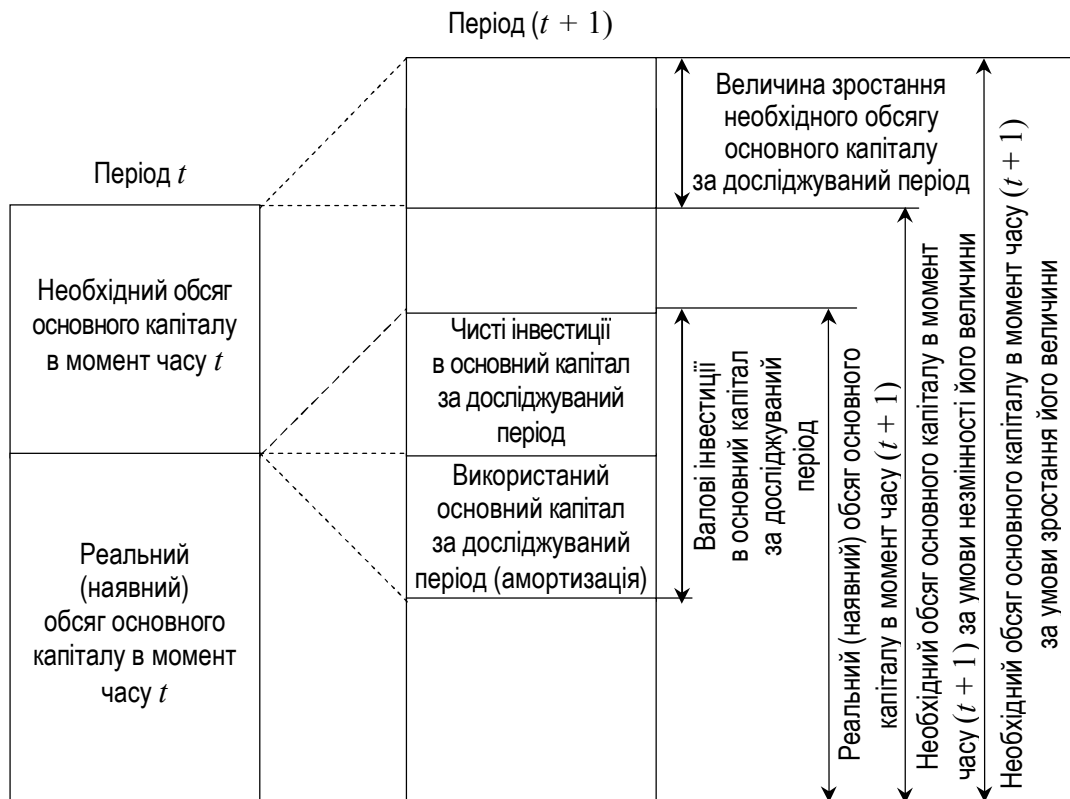 Період (t + 1)
Величина зростання
необхідного обсягу
основного капіталу
за досліджуваний період
Період t
Необхідний обсяг
основного капіталу
в момент часу t
Реальний
(наявний)
обсяг основного
капіталу в момент
часу t
Чисті інвестиції
в основний капітал
за досліджуваний
період
Використаний
основний капітал
за досліджуваний
період (амортизація)
Валові інвестиції
в основний капітал
за досліджуваний
період
Реальний (наявний) обсяг основного
капіталу в момент часу (t + 1)
Необхідний обсяг основного капіталу в момент
часу (t + 1) за умови незмінності його величини
Необхідний обсяг основного капіталу в момент часу (t + 1)
за умови зростання його величини